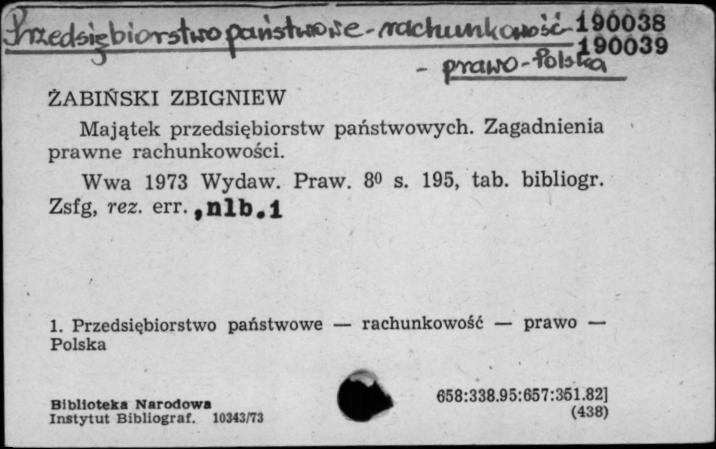 Przedsiębiorstwo państwowe - rachunkowość - 190038
190039
- prawo - Polska
ŻABIŃSKI ZBIGNIEW
Majątek przedsiębiorstw państwowych. Zagadnienia
prawne rachunkowości.
Wwa 1973 Wydaw. Praw. 8⁰ s. 195, tab. bibliogr.
Zsfg, rez. err. , nlb. 1
1. Przedsiębiorstwo państwowe — rachunkowość — prawo —
Polska
Biblioteka Narodowa
Instytut Bibliograf. 10343/73
658:338.95:657:351.82]
(438)